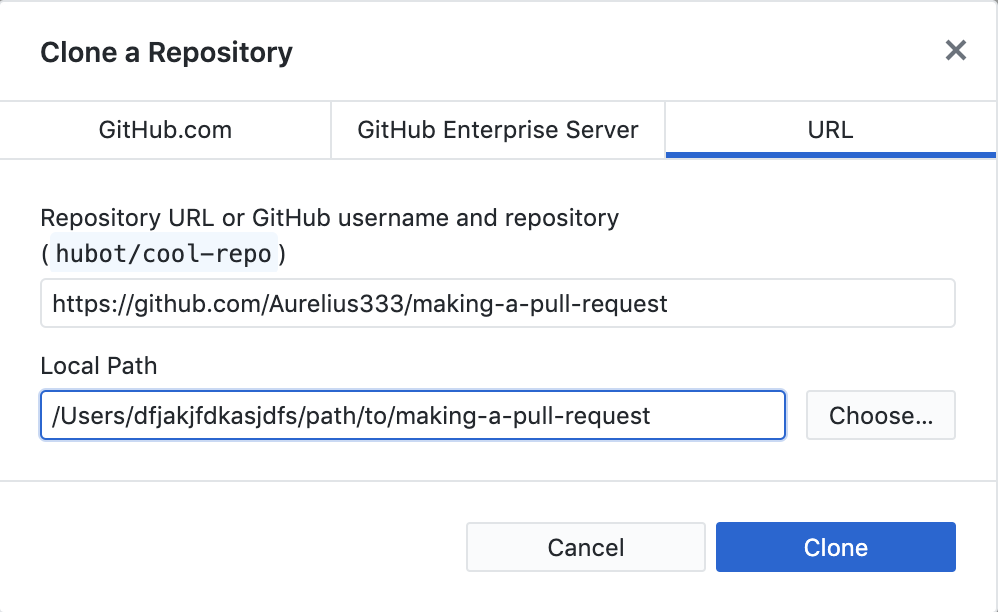 Clone a Repository
GitHub.com
GitHub Enterprise Server
URL
Repository URL or GitHub username and repository
(hubot/cool-repo)
https://github.com/Aurelius333/making-a-pull-request
Local Path
/Users/dfjakjfdkasjdfs/path/to/making-a-pull-request
Choose...
Cancel
Clone